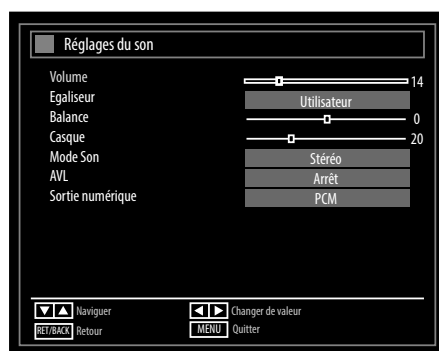 Réglages du son
Volume 14
Egaliseur Utilisateur
Balance 0
Casque 20
Mode Son Stéréo
AVL Arrêt
Sortie numérique PCM
Naviguer Changer de valeur
RET/BACK Retour MENU Quitter